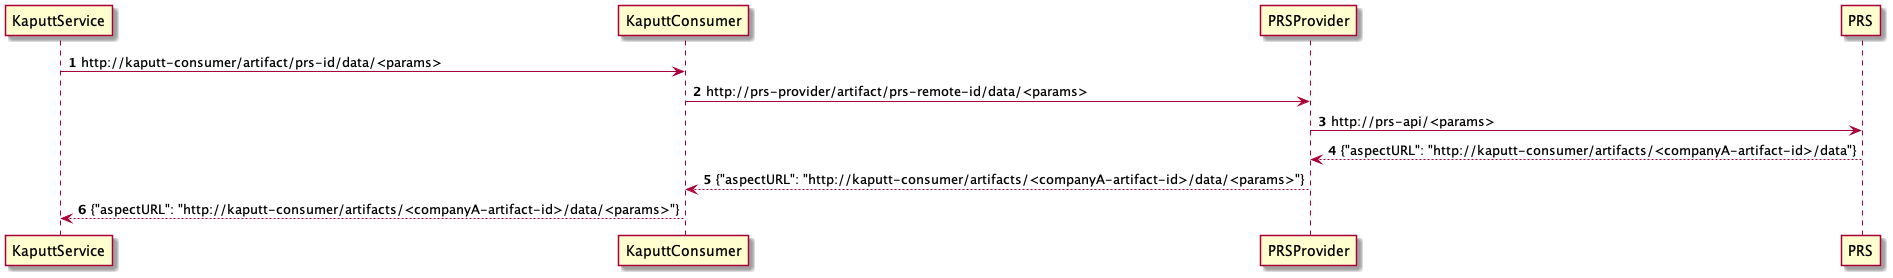 KaputtService KaputtConsumer PRSProvider PRS
1 http://kaputt-consumer/artifact/prs-id/data/<params>
2 http://prs-provider/artifact/prs-remote-id/data/<params>
3 http://prs-api/<params>
4 {"aspectURL": "http://kaputt-consumer/artifacts/<companyA-artifact-id>/data"}
5 {"aspectURL": "http://kaputt-consumer/artifacts/<companyA-artifact-id>/data/<params>"}
6 {"aspectURL": "http://kaputt-consumer/artifacts/<companyA-artifact-id>/data/<params>"}
KaputtService KaputtConsumer PRSProvider PRS